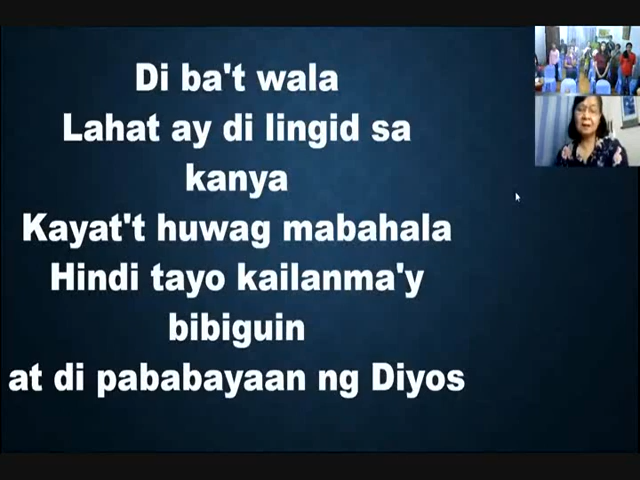 Di ba't wala
Lahat ay di lingid sa
kanya
Kayat't huwag mabahala
Hindi tayo kailanma'y
bibiguin
at di pababayaan ng Diyos